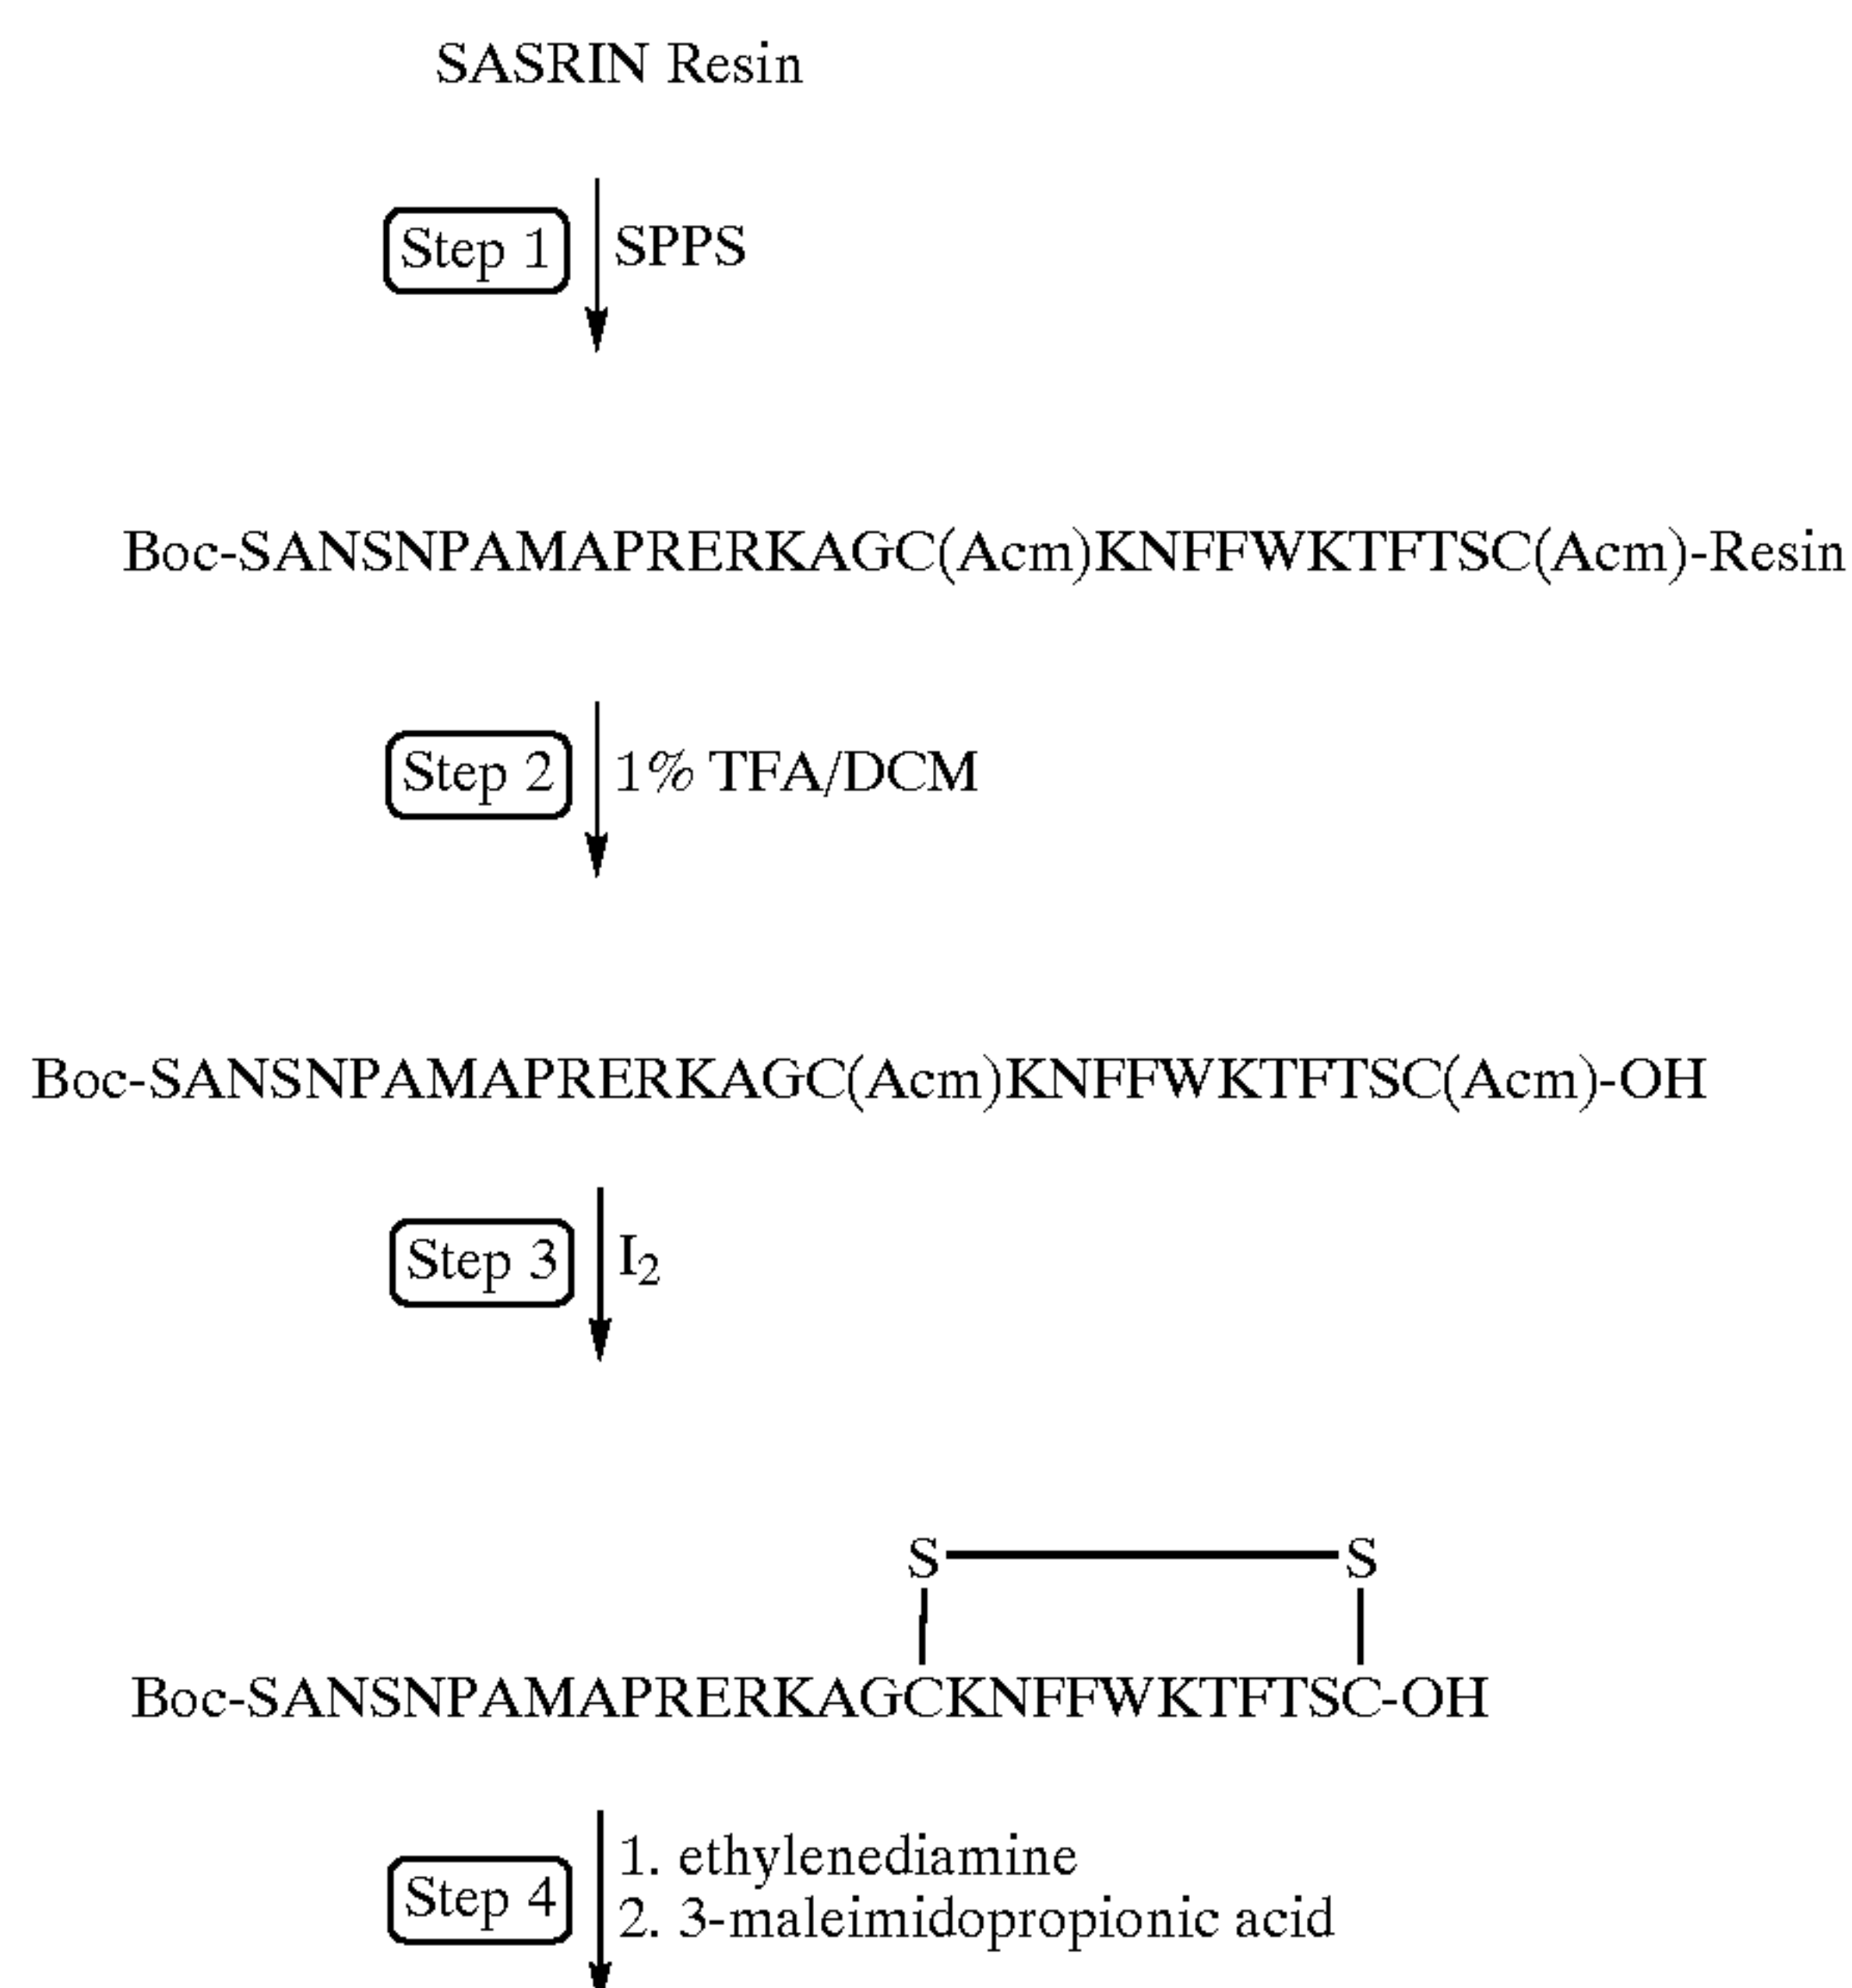 SASRIN Resin
Step 1
SPPS
Boc-SANSNPAMAPRERKAGC(Acm)KNFFWKTFTSC(Acm)-Resin
Step 2
1% TFA/DCM
Boc-SANSNPAMAPRERKAGC(Acm)KNFFWKTFTSC(Acm)-OH
Step 3
I₂
S S
Boc-SANSNPAMAPRERKAGCKNFFWKTFTSC-OH
Step 4
1. ethylenediamine
2. 3-maleimidopropionic acid